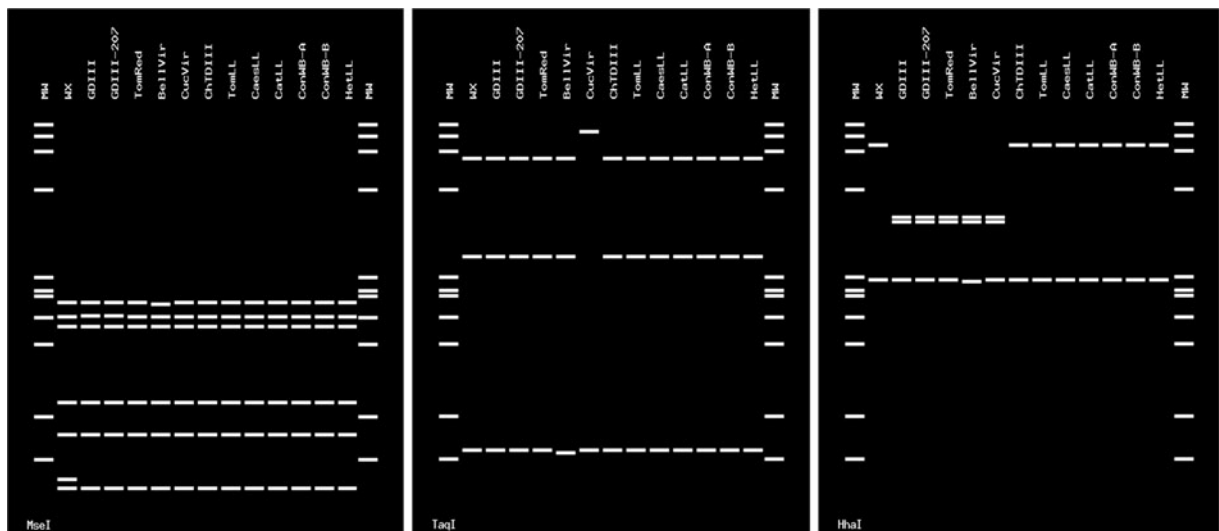 MW WX GDIII GDIII-207 TomRed BellVir CucVir ChTDIII TomLL CaesLL CatLL ConWB-A ConWB-B HetLL MW
MseI
MW WX GDIII GDIII-207 TomRed BellVir CucVir ChTDIII TomLL CaesLL CatLL ConWB-A ConWB-B HetLL MW
TaqI
MW WX GDIII GDIII-207 TomRed BellVir CucVir ChTDIII TomLL CaesLL CatLL ConWB-A ConWB-B HetLL MW
HhaI